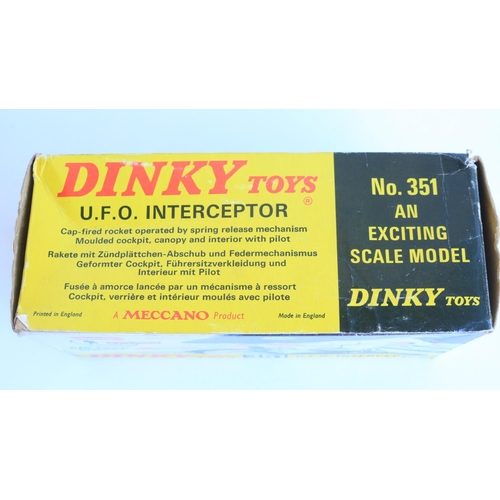 DINKY TOYS ®
U.F.O. INTERCEPTOR
Cap-fired rocket operated by spring release mechanism
Moulded cockpit, canopy and interior with pilot
Rakete mit Zündplättchen-Abschub und Federmechanismus
Geformter Cockpit, Führersitzverkleidung und
Interieur mit Pilot
Fusée à amorce lancée par un mécanisme à ressort
Cockpit, verrière et intérieur moulés avec pilote
Printed in England
A MECCANO Product
Made in England
No. 351
AN
EXCITING
SCALE MODEL
DINKY TOYS